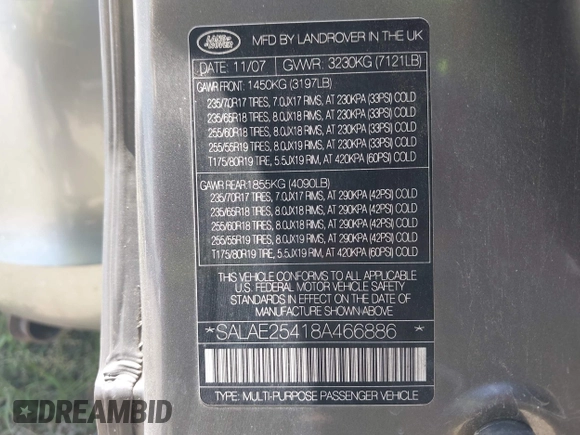 LAND
ROVER
MFD BY LANDROVER IN THE UK
DATE: 11/07 GVWR: 3230KG (7121LB)
GAWR FRONT: 1450KG (3197LB)
235/70R17 TIRES, 7.0JX17 RIMS, AT 230KPA (33PSI) COLD
235/65R18 TIRES, 8.0JX18 RIMS, AT 230KPA (33PSI) COLD
255/60R18 TIRES, 8.0JX18 RIMS, AT 230KPA (33PSI) COLD
255/55R19 TIRES, 8.0JX19 RIMS, AT 230KPA (33PSI) COLD
T175/80R19 TIRE, 5.5JX19 RIM, AT 420KPA (60PSI) COLD
GAWR REAR:1855KG (4090LB)
235/70R17 TIRES, 7.0JX17 RIMS, AT 290KPA (42PSI) COLD
235/65R18 TIRES, 8.0JX18 RIMS, AT 290KPA (42PSI) COLD
255/60R18 TIRES, 8.0JX18 RIMS, AT 290KPA (42PSI) COLD
255/55R19 TIRES, 8.0JX19 RIMS, AT 290KPA (42PSI) COLD
T175/80R19 TIRE, 5.5JX19 RIM, AT 420KPA (60PSI) COLD
THIS VEHICLE CONFORMS TO ALL APPLICABLE
U.S. FEDERAL MOTOR VEHICLE SAFETY
STANDARDS IN EFFECT ON THE DATE OF
MANUFACTURE SHOWN ABOVE
*SALAE25418A466886*
TYPE: MULTI-PURPOSE PASSENGER VEHICLE
DREAMBID